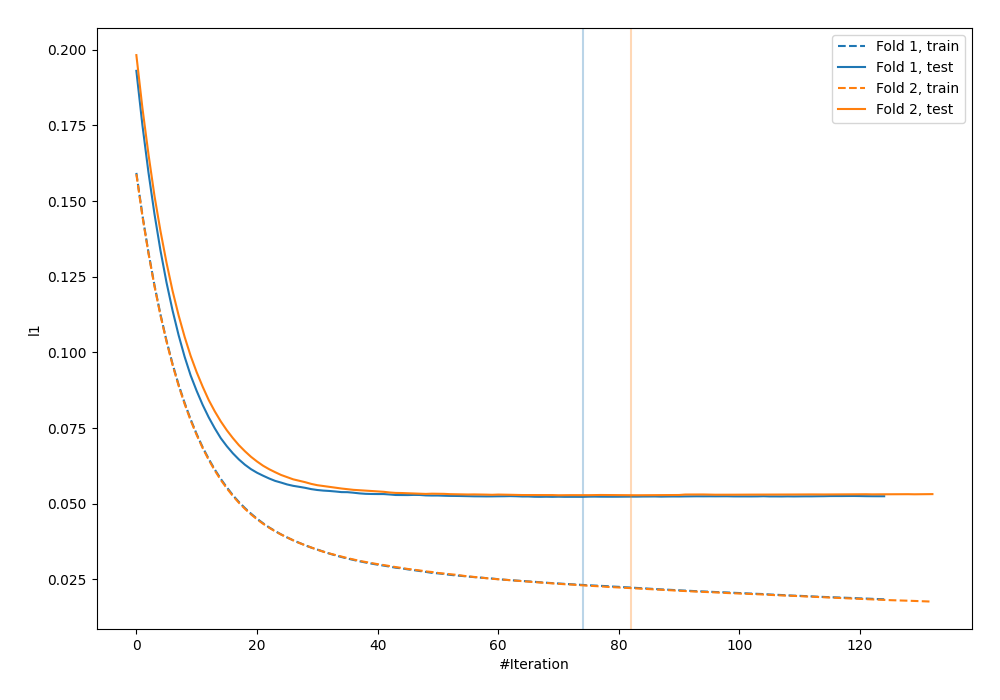 0.200
0.175
0.150
0.125
0.100
0.075
0.050
0.025
l1
0
20
40
60
80
100
120
#Iteration
Fold 1, train
Fold 1, test
Fold 2, train
Fold 2, test